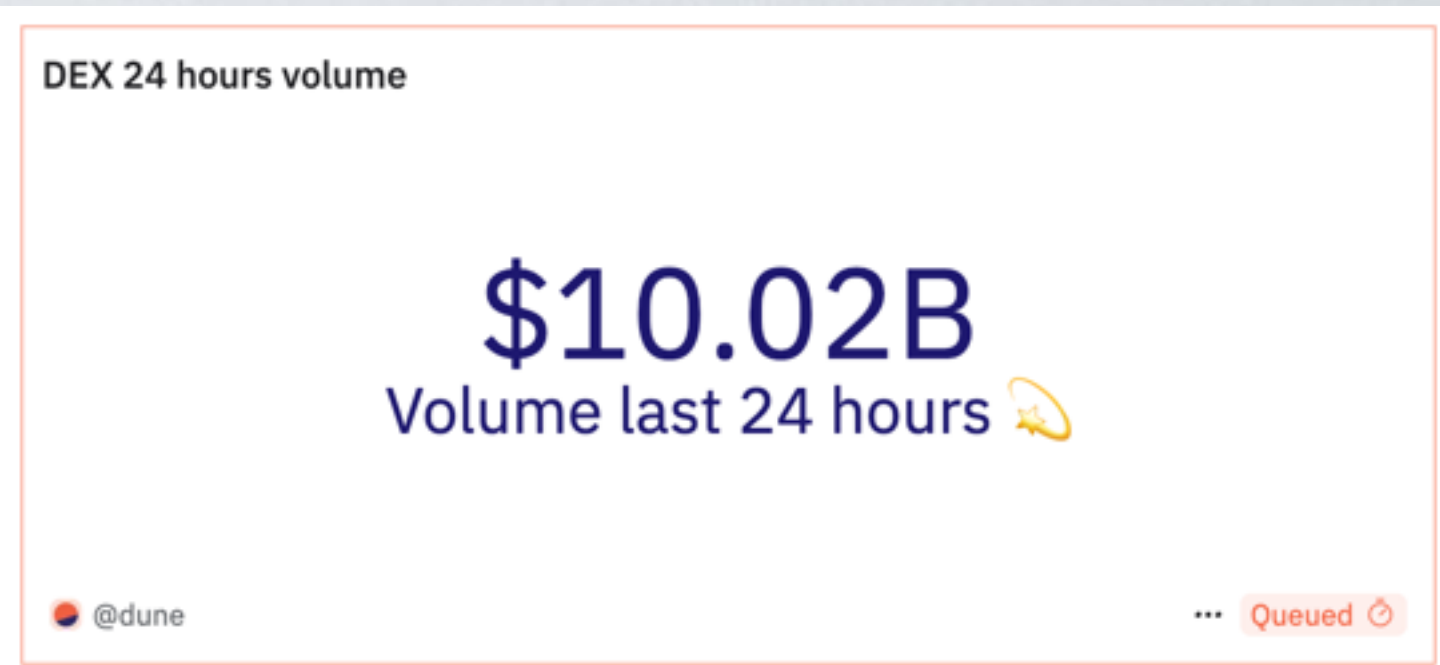 DEX 24 hours volume
$10.02B
Volume last 24 hours 💫
@dune
••• Queued